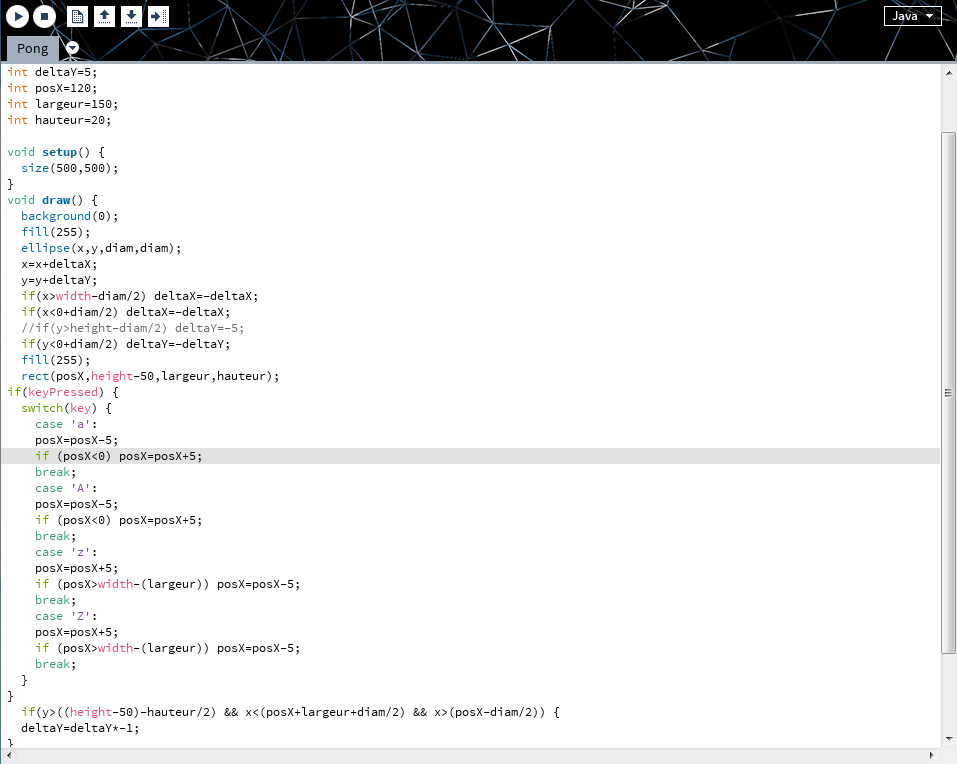 Java
Pong
int deltaY=5;
int posX=120;
int largeur=150;
int hauteur=20;
void setup() {
  size(500,500);
}
void draw() {
  background(0);
  fill(255);
  ellipse(x,y,diam,diam);
  x=x+deltaX;
  y=y+deltaY;
  if(x>width-diam/2) deltaX=-deltaX;
  if(x<0+diam/2) deltaX=-deltaX;
  //if(y>height-diam/2) deltaY=-5;
  if(y<0+diam/2) deltaY=-deltaY;
  fill(255);
  rect(posX,height-50,largeur,hauteur);
if(keyPressed) {
  switch(key) {
    case 'a':
    posX=posX-5;
    if (posX<0) posX=posX+5;
    break;
    case 'A':
    posX=posX-5;
    if (posX<0) posX=posX+5;
    break;
    case 'z':
    posX=posX+5;
    if (posX>width-(largeur)) posX=posX-5;
    break;
    case 'Z':
    posX=posX+5;
    if (posX>width-(largeur)) posX=posX-5;
    break;
  }
}
  if(y>((height-50)-hauteur/2) && x<(posX+largeur+diam/2) && x>(posX-diam/2)) {
  deltaY=deltaY*-1;
}